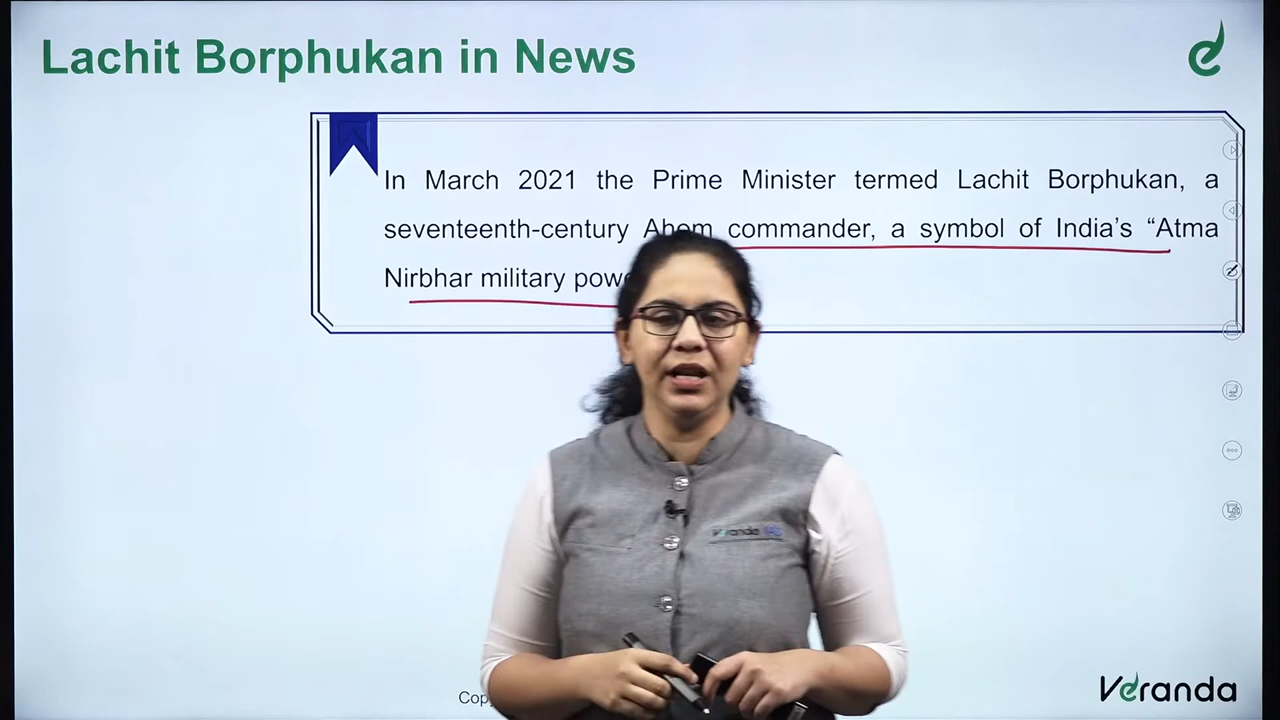 Lachit Borphukan in News
In March 2021 the Prime Minister termed Lachit Borphukan, a
seventeenth-century Ahom commander, a symbol of India's “Atma
Nirbhar military
Veranda
Veranda